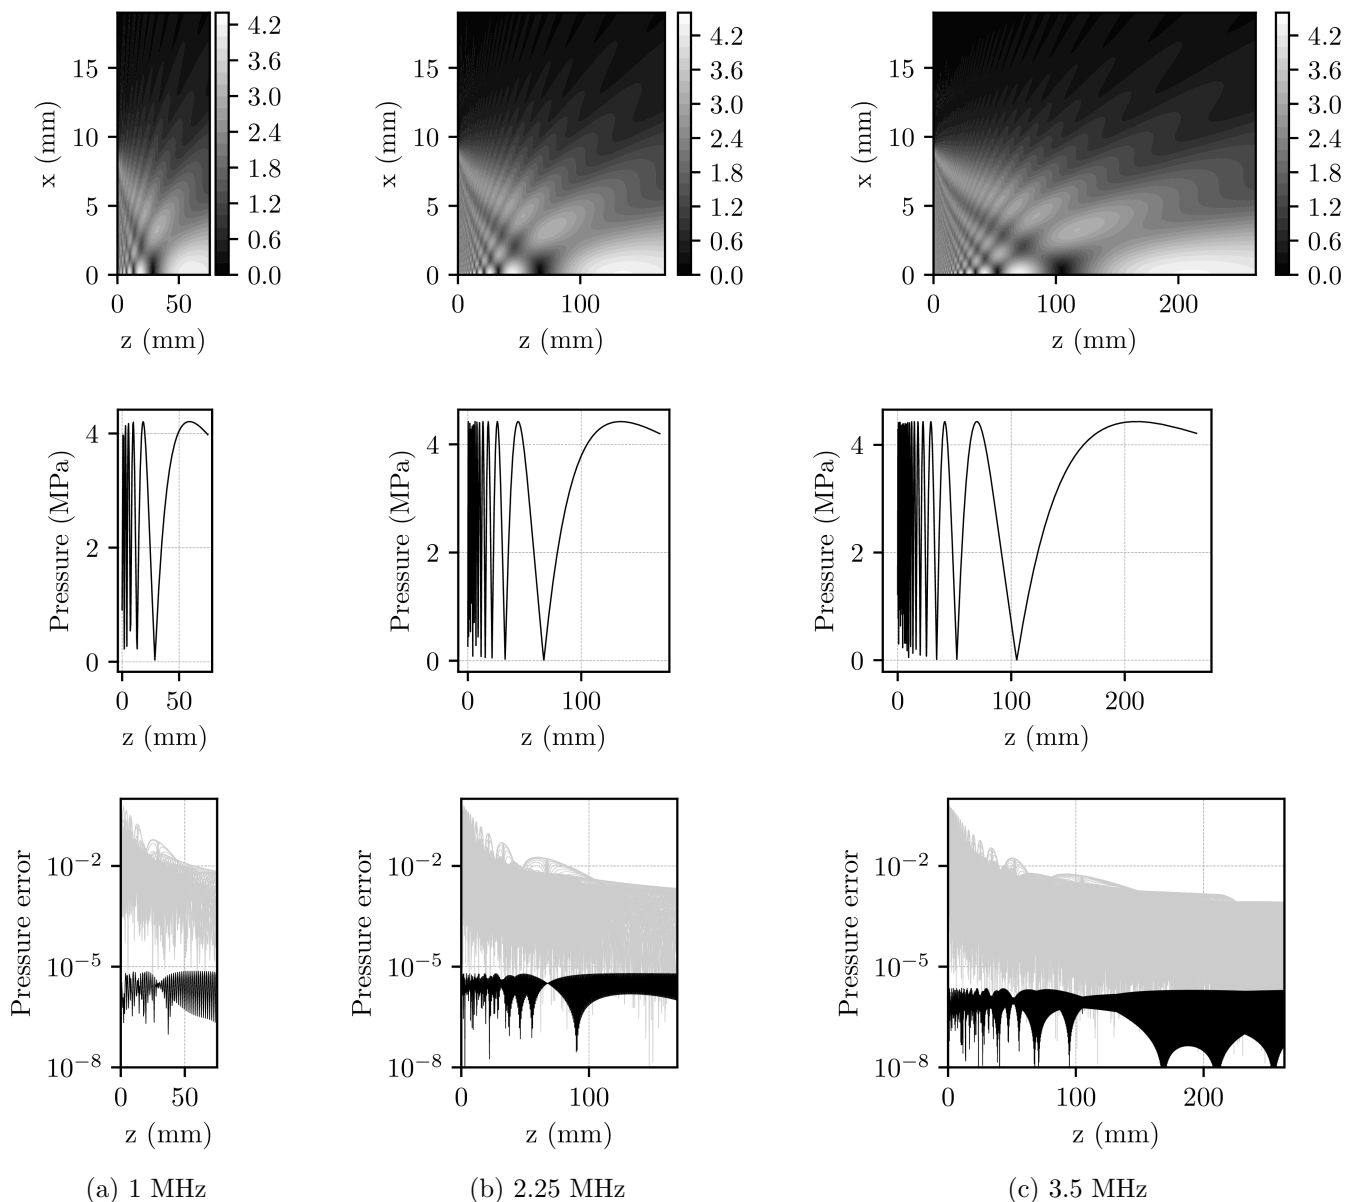 4.2
3.6
3.0
2.4
1.8
1.2
0.6
0.0
15
10
5
0
x (mm)
0 50
z (mm)
4.2
3.6
3.0
2.4
1.8
1.2
0.6
0.0
15
10
5
0
x (mm)
0 100
z (mm)
4.2
3.6
3.0
2.4
1.8
1.2
0.6
0.0
15
10
5
0
x (mm)
0 100 200
z (mm)
4
2
0
Pressure (MPa)
0 50
z (mm)
4
2
0
Pressure (MPa)
0 100
z (mm)
4
2
0
Pressure (MPa)
0 100 200
z (mm)
10⁻²
10⁻⁵
10⁻⁸
Pressure error
0 50
z (mm)
10⁻²
10⁻⁵
10⁻⁸
Pressure error
0 100
z (mm)
10⁻²
10⁻⁵
10⁻⁸
Pressure error
0 100 200
z (mm)
(a) 1 MHz
(b) 2.25 MHz
(c) 3.5 MHz